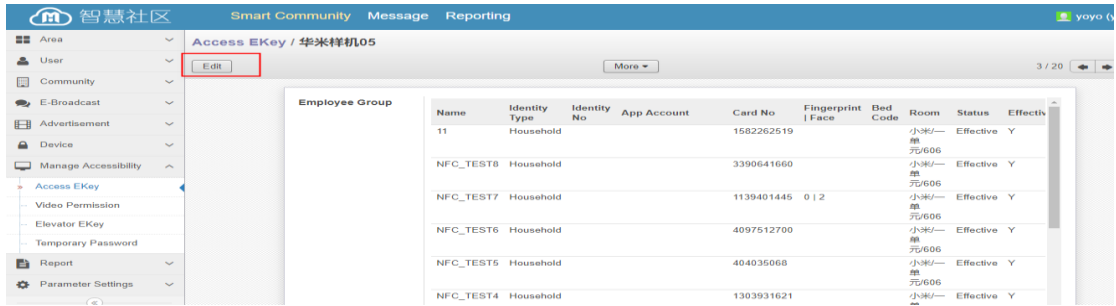 智慧社区 Smart Community Message Reporting yoyo (y
Area
User
Community
E-Broadcast
Advertisement
Device
Manage Accessibility
Access EKey
Video Permission
Elevator EKey
Temporary Password
Report
Parameter Settings
Access EKey / 华米样机05
Edit More 3 / 20
Employee Group
Name Identity Type Identity No App Account Card No Fingerprint | Face Bed Code Room Status Effectiv
11 Household 1582262519 小米/一单元/606 Effective Y
NFC_TEST8 Household 3390641660 小米/一单元/606 Effective Y
NFC_TEST7 Household 1139401445 0 | 2 小米/一单元/606 Effective Y
NFC_TEST6 Household 4097512700 小米/一单元/606 Effective Y
NFC_TEST5 Household 404035068 小米/一单元/606 Effective Y
NFC_TEST4 Household 1303931621 小米/一单 Effective Y